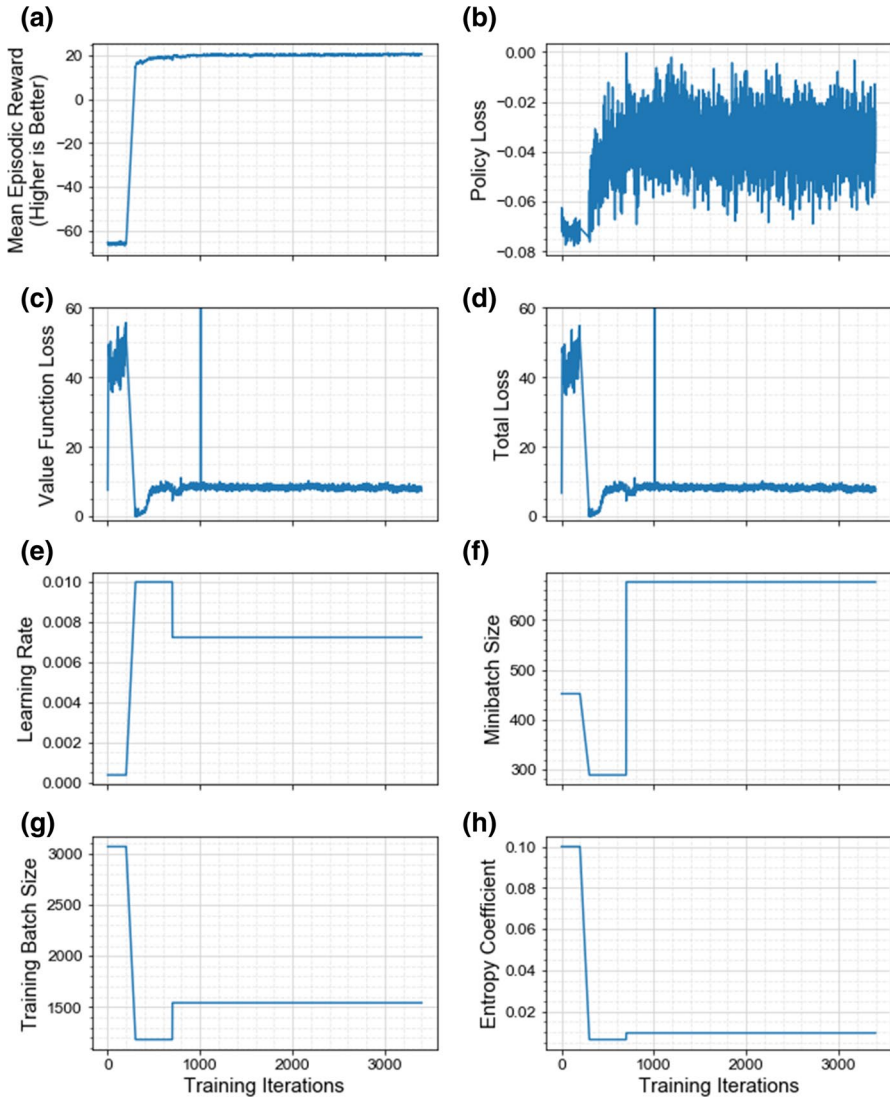 (a)
Mean Episodic Reward
(Higher is Better)
20
0
−20
−40
−60
(b)
Policy Loss
0.00
−0.02
−0.04
−0.06
−0.08
(c)
Value Function Loss
60
40
20
0
(d)
Total Loss
60
40
20
0
(e)
Learning Rate
0.010
0.008
0.006
0.004
0.002
0.000
(f)
Minibatch Size
600
500
400
300
(g)
Training Batch Size
3000
2500
2000
1500
0
1000
2000
3000
Training Iterations
(h)
Entropy Coefficient
0.10
0.08
0.06
0.04
0.02
0
1000
2000
3000
Training Iterations